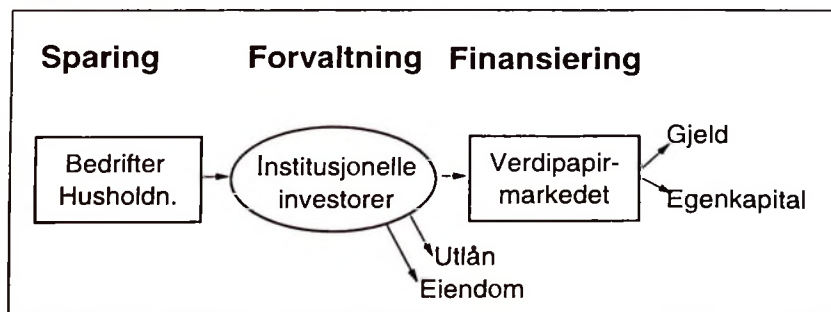 Sparing
Forvaltning
Finansiering
Bedrifter
Husholdn.
Institusjonelle
investorer
Verdipapir-
markedet
Gjeld
Egenkapital
Utlån
Eiendom